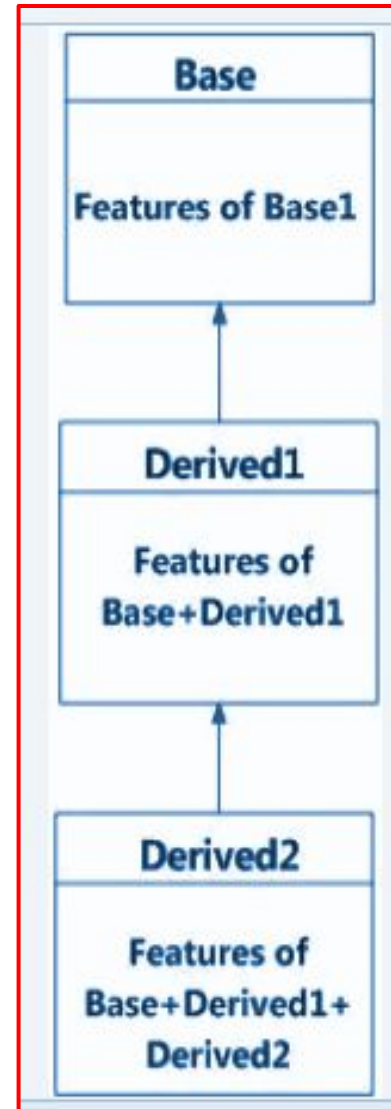 Base
Features of Base1
Derived1
Features of
Base+Derived1
Derived2
Features of
Base+Derived1+
Derived2